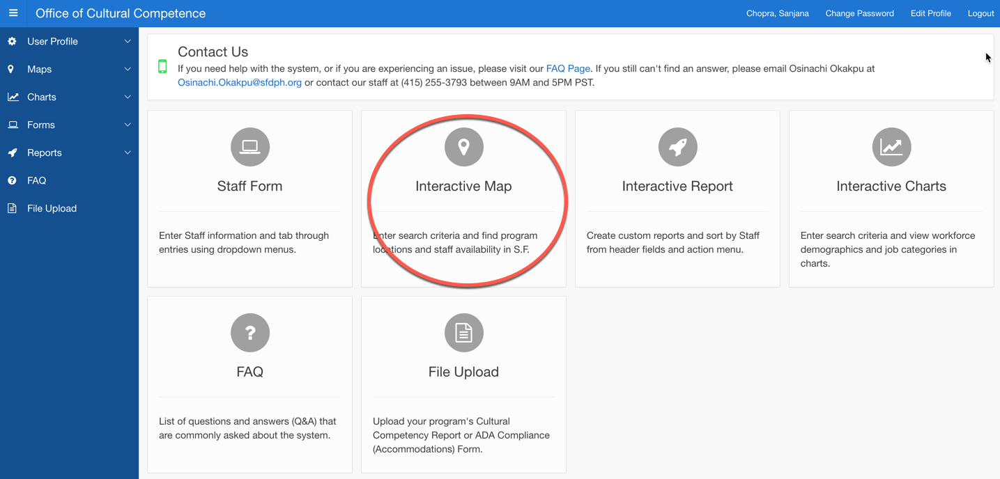 Office of Cultural Competence
Chopra, Sanjana
Change Password
Edit Profile
Logout
User Profile
Maps
Charts
Forms
Reports
FAQ
File Upload
Contact Us
If you need help with the system, or if you are experiencing an issue, please visit our FAQ Page. If you still can't find an answer, please email Osinachi Okakpu at
Osinachi.Okakpu@sfdph.org or contact our staff at (415) 255-3793 between 9AM and 5PM PST.
Staff Form
Enter Staff information and tab through
entries using dropdown menus.
Interactive Map
Enter search criteria and find program
locations and staff availability in S.F.
Interactive Report
Create custom reports and sort by Staff
from header fields and action menu.
Interactive Charts
Enter search criteria and view workforce
demographics and job categories in
charts.
?
FAQ
List of questions and answers (Q&A) that
are commonly asked about the system.
File Upload
Upload your program's Cultural
Competency Report or ADA Compliance
(Accommodations) Form.